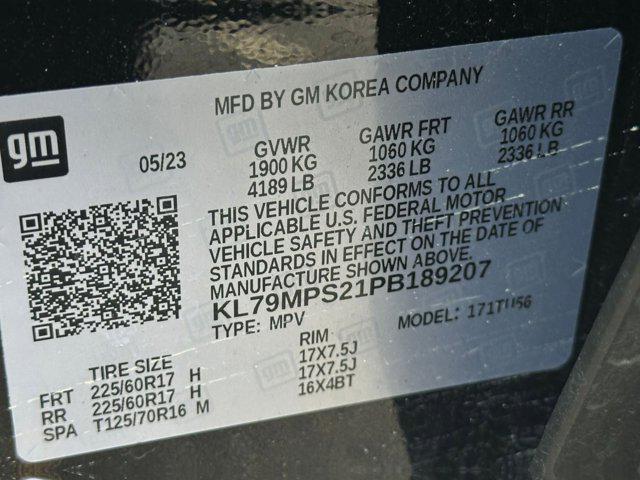 MFD BY GM KOREA COMPANY
gm
05/23
GVWR GAWR FRT GAWR RR
1900 KG 1060 KG 1060 KG
4189 LB 2336 LB 2336 LB
THIS VEHICLE CONFORMS TO ALL
APPLICABLE U.S. FEDERAL MOTOR
VEHICLE SAFETY AND THEFT PREVENTION
STANDARDS IN EFFECT ON THE DATE OF
MANUFACTURE SHOWN ABOVE.
KL79MPS21PB189207
TYPE: MPV MODEL: 1TU56
TIRE SIZE RIM
FRT 225/60R17 H 17X7.5J
RR 225/60R17 H 17X7.5J
SPA T125/70R16 M 16X4BT